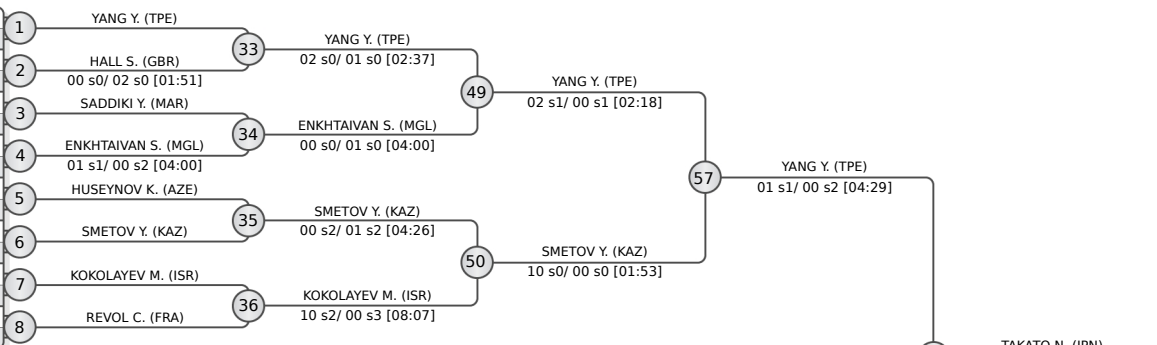 1
YANG Y. (TPE)
2
HALL S. (GBR)
00 s0/ 02 s0 [01:51]
3
SADDIKI Y. (MAR)
4
ENKHTAIVAN S. (MGL)
01 s1/ 00 s2 [04:00]
5
HUSEYNOV K. (AZE)
6
SMETOV Y. (KAZ)
7
KOKOLAYEV M. (ISR)
8
REVOL C. (FRA)
33
YANG Y. (TPE)
02 s0/ 01 s0 [02:37]
34
ENKHTAIVAN S. (MGL)
00 s0/ 01 s0 [04:00]
35
SMETOV Y. (KAZ)
00 s2/ 01 s2 [04:26]
36
KOKOLAYEV M. (ISR)
10 s2/ 00 s3 [08:07]
49
YANG Y. (TPE)
02 s1/ 00 s1 [02:18]
50
SMETOV Y. (KAZ)
10 s0/ 00 s0 [01:53]
57
YANG Y. (TPE)
01 s1/ 00 s2 [04:29]
TAKATO N. (JPN)